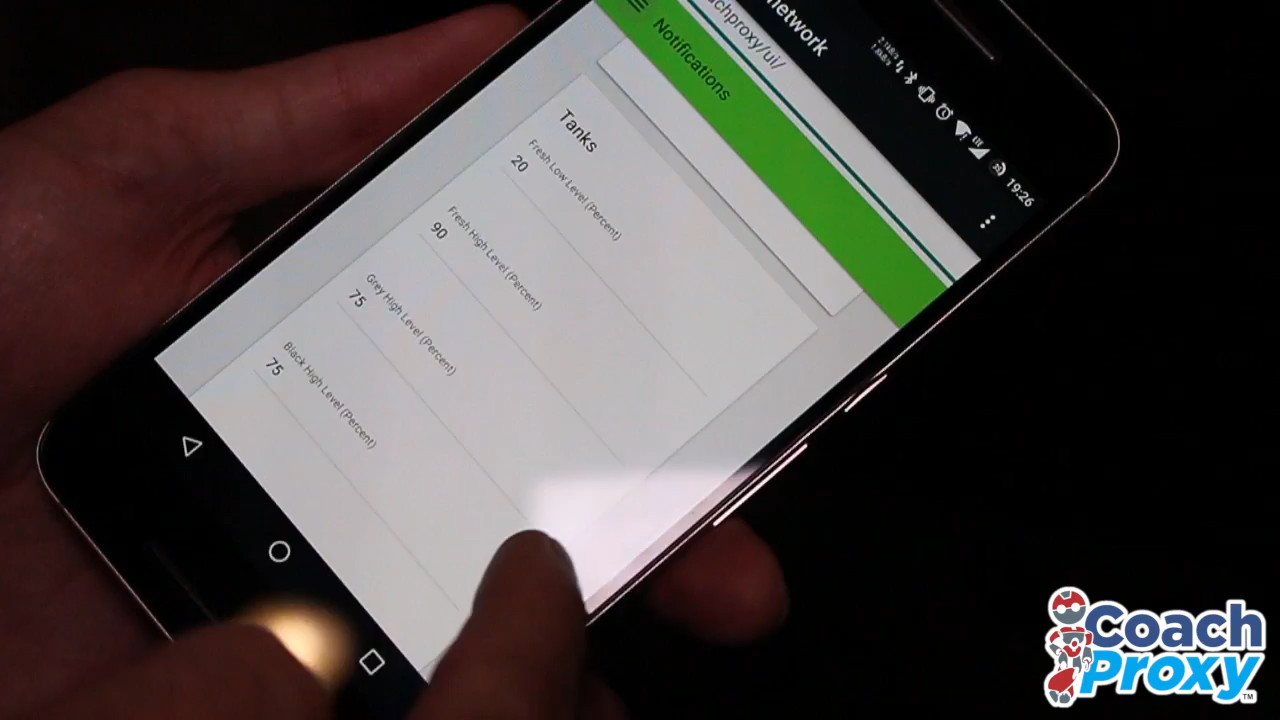 network
19:26
chproxy/ui/
Notifications
Tanks
Fresh Low Level (Percent)
20
Fresh High Level (Percent)
90
Grey High Level (Percent)
75
Black High Level (Percent)
75
Coach
Proxy™